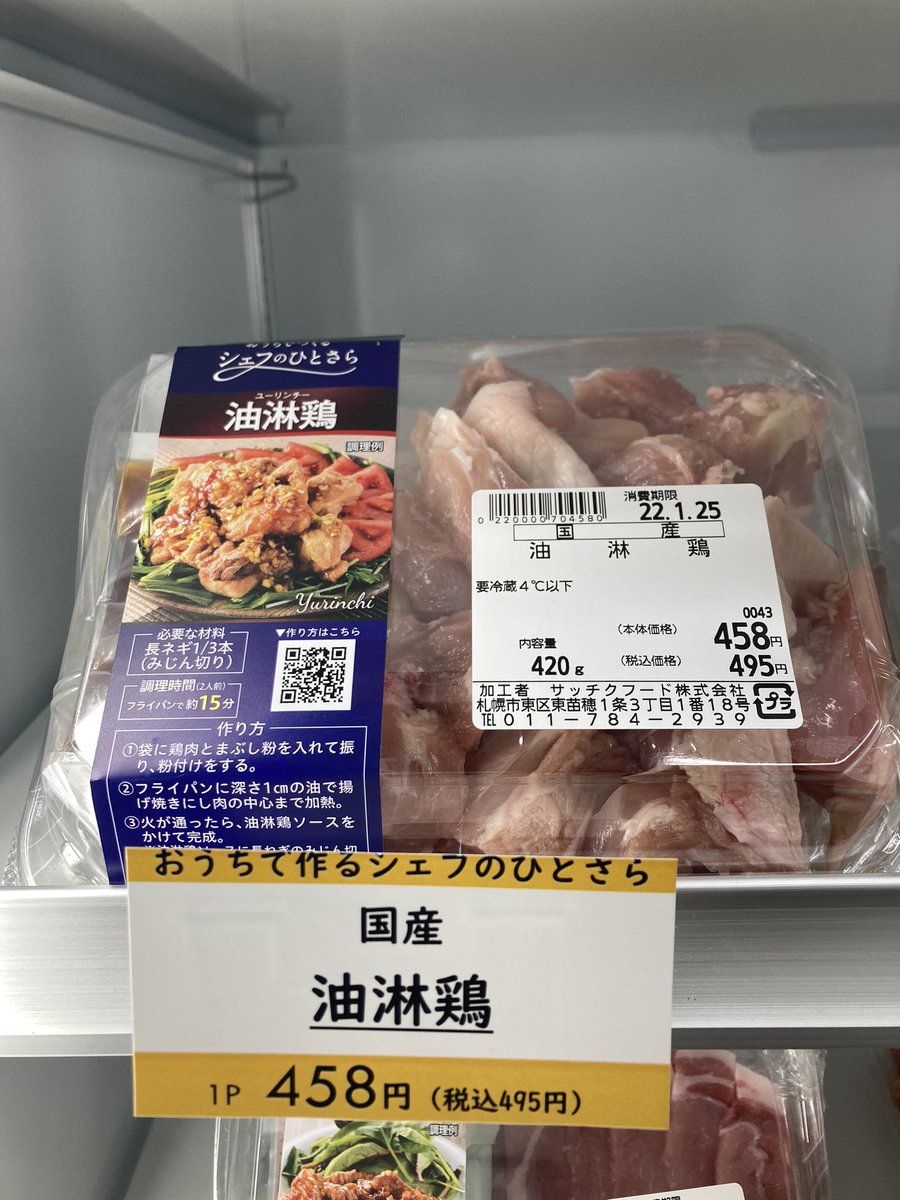 おうちでつくる
シェフのひとさら
ユーリンチー
油淋鶏
調理例
Yurinchi
必要な材料
長ネギ1/3本
(みじん切り)
▼作り方はこちら
調理時間(2人前)
フライパンで約15分
作り方
①袋に鶏肉とまぶし粉を入れて振
り、粉付けをする。
②フライパンに深さ1㎝の油で揚
げ焼きにし肉の中心まで加熱。
③火が通ったら、油淋鶏ソースを
かけて完成。
0 220000 704580
消費期限
22.1.25
国産
油淋鶏
要冷蔵4℃以下
0043
内容量
420g
(本体価格) 458円
(税込価格) 495円
加工者 サッチクフード株式会社
札幌市東区東苗穂1条3丁目1番18号
TEL 011-784-2939
プラ
おうちで作るシェフのひとさら
国産
油淋鶏
1P 458円(税込495円)
調理例